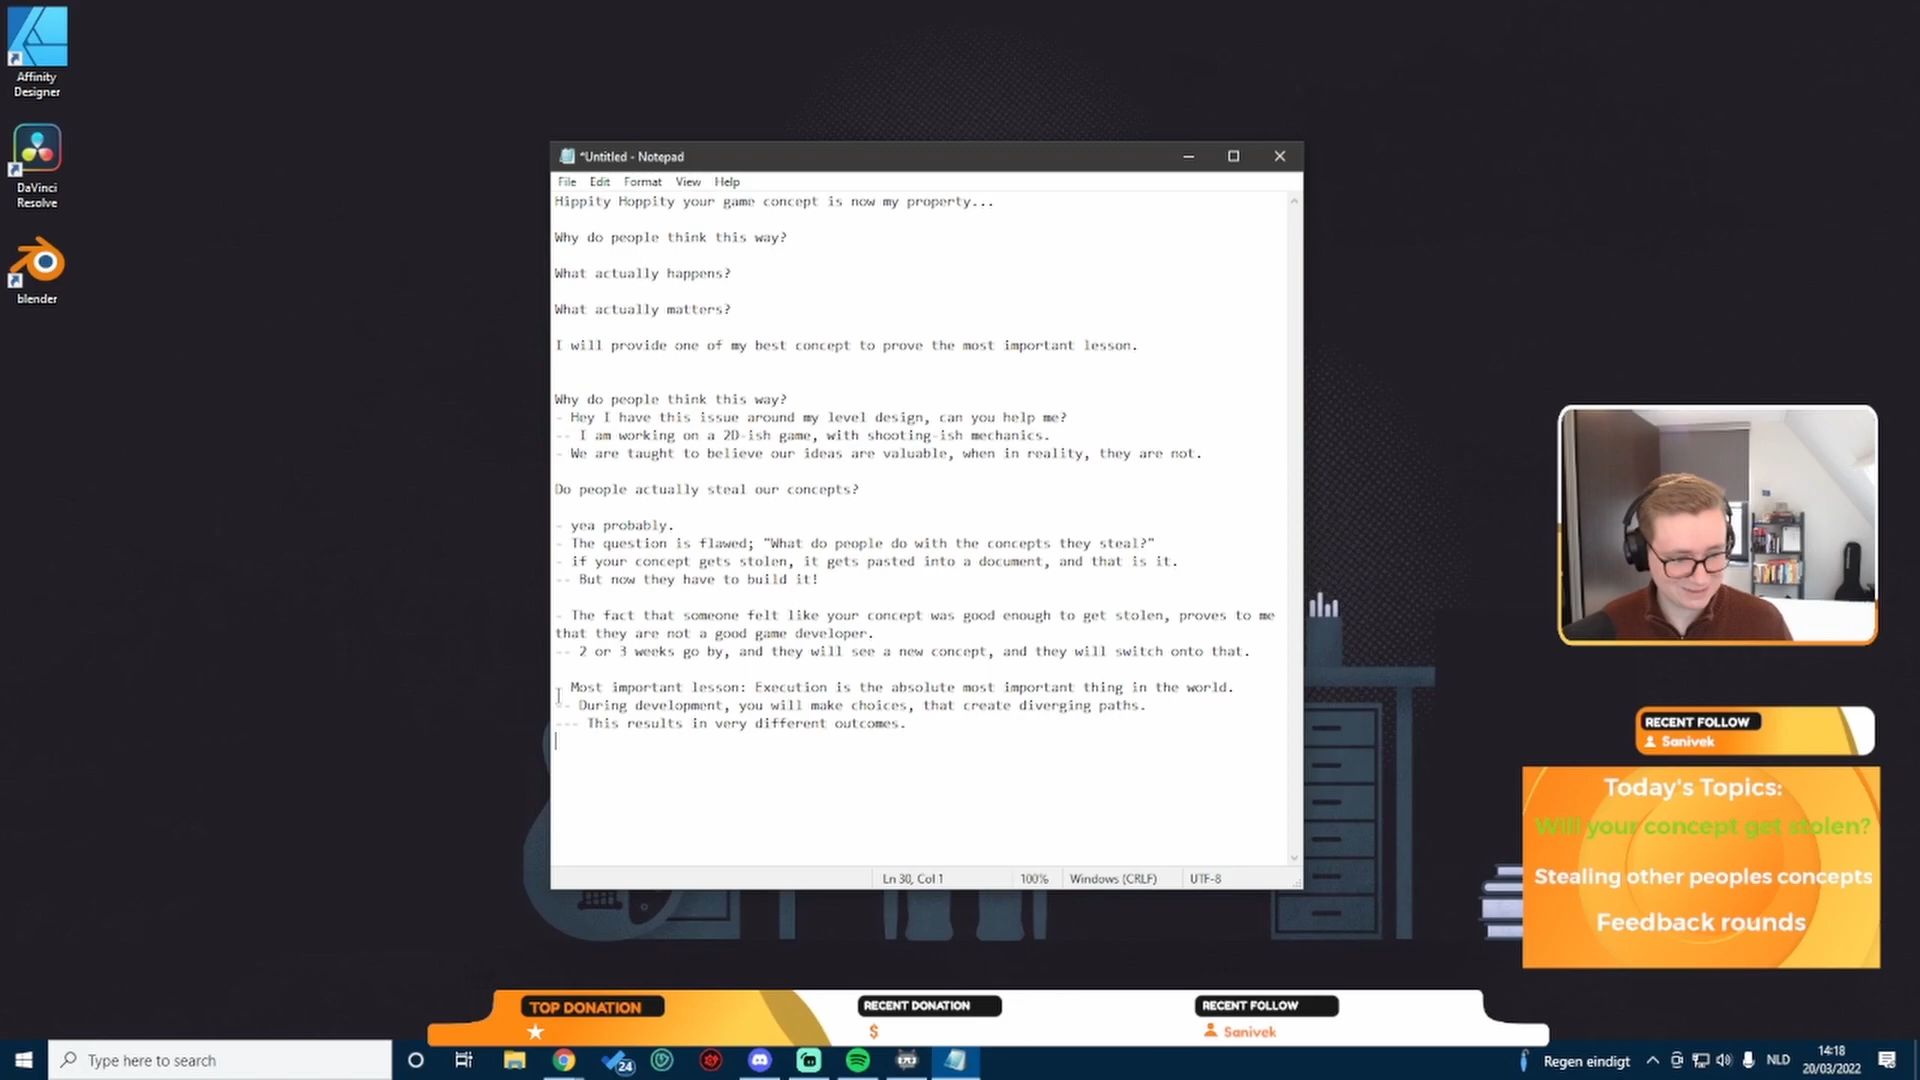 Affinity
Designer
DaVinci
Resolve
blender
*Untitled - Notepad
File Edit Format View Help
Hippity Hoppity your game concept is now my property...
Why do people think this way?
What actually happens?
What actually matters?
I will provide one of my best concept to prove the most important lesson.
Why do people think this way?
- Hey I have this issue around my level design, can you help me?
-- I am working on a 2D-ish game, with shooting-ish mechanics.
- We are taught to believe our ideas are valuable, when in reality, they are not.
Do people actually steal our concepts?
- yea probably.
- The question is flawed; "What do people do with the concepts they steal?"
- if your concept gets stolen, it gets pasted into a document, and that is it.
-- But now they have to build it!
- The fact that someone felt like your concept was good enough to get stolen, proves to me
that they are not a good game developer.
-- 2 or 3 weeks go by, and they will see a new concept, and they will switch onto that.
- Most important lesson: Execution is the absolute most important thing in the world.
-- During development, you will make choices, that create diverging paths.
--- This results in very different outcomes.
Ln 30, Col 1 100% Windows (CRLF) UTF-8
RECENT FOLLOW
Sanivek
Today's Topics:
Will your concept get stolen?
Stealing other peoples concepts
Feedback rounds
TOP DONATION
RECENT DONATION
$
RECENT FOLLOW
Sanivek
Type here to search
24
Regen eindigt
NLD
14:18
20/03/2022